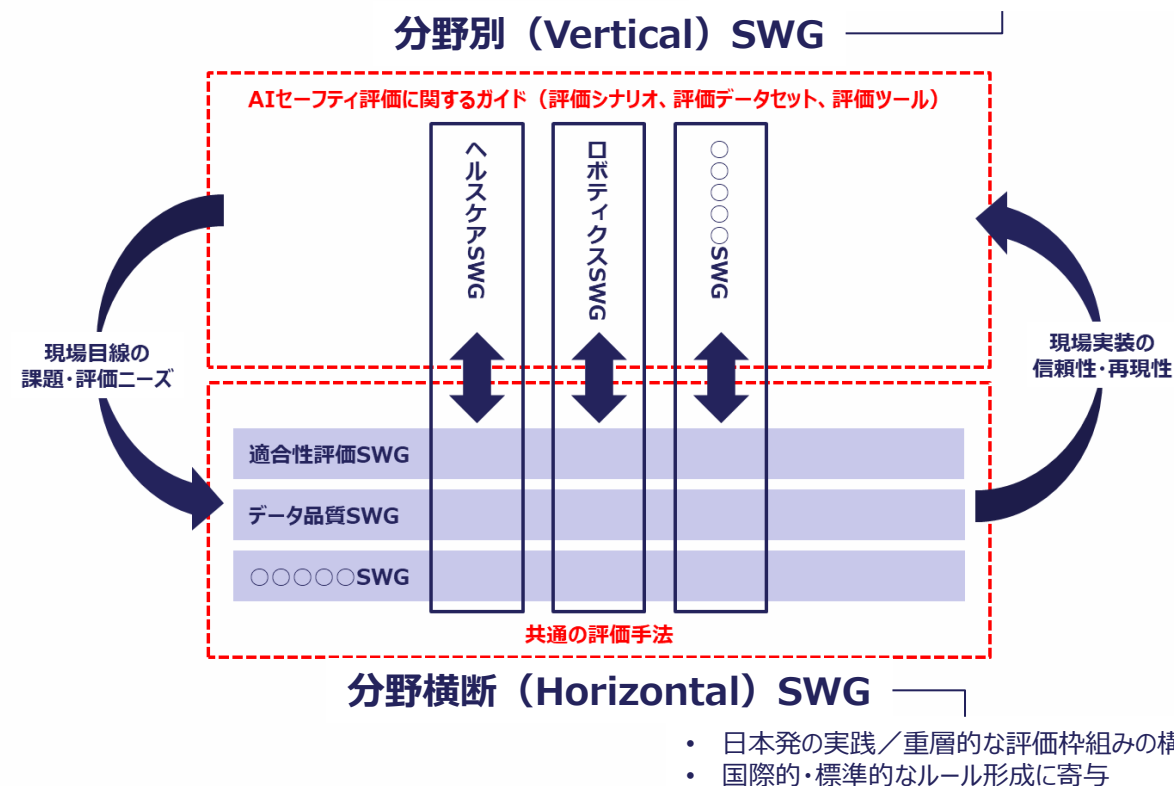 分野別（Vertical）SWG
AIセーフティ評価に関するガイド（評価シナリオ、評価データセット、評価ツール）
ヘルスケアSWG
ロボティクスSWG
○○○○○SWG
現場目線の
課題・評価ニーズ
現場実装の
信頼性・再現性
適合性評価SWG
データ品質SWG
○○○○○SWG
共通の評価手法
分野横断（Horizontal）SWG
• 日本発の実践／重層的な評価枠組みの構
• 国際的・標準的なルール形成に寄与